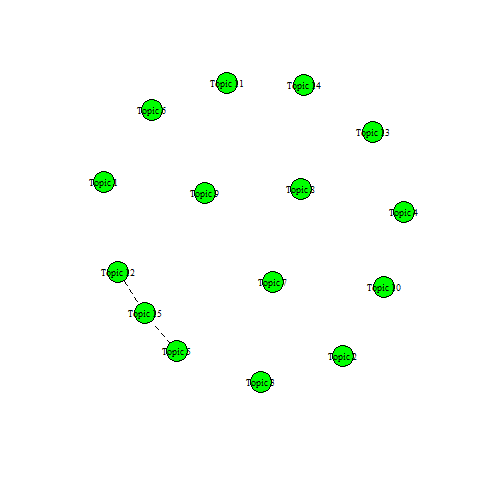 Topic 11
Topic 14
Topic 6
Topic 13
Topic 1
Topic 9
Topic 8
Topic 4
Topic 12
Topic 7
Topic 10
Topic 15
Topic 5
Topic 2
Topic 3